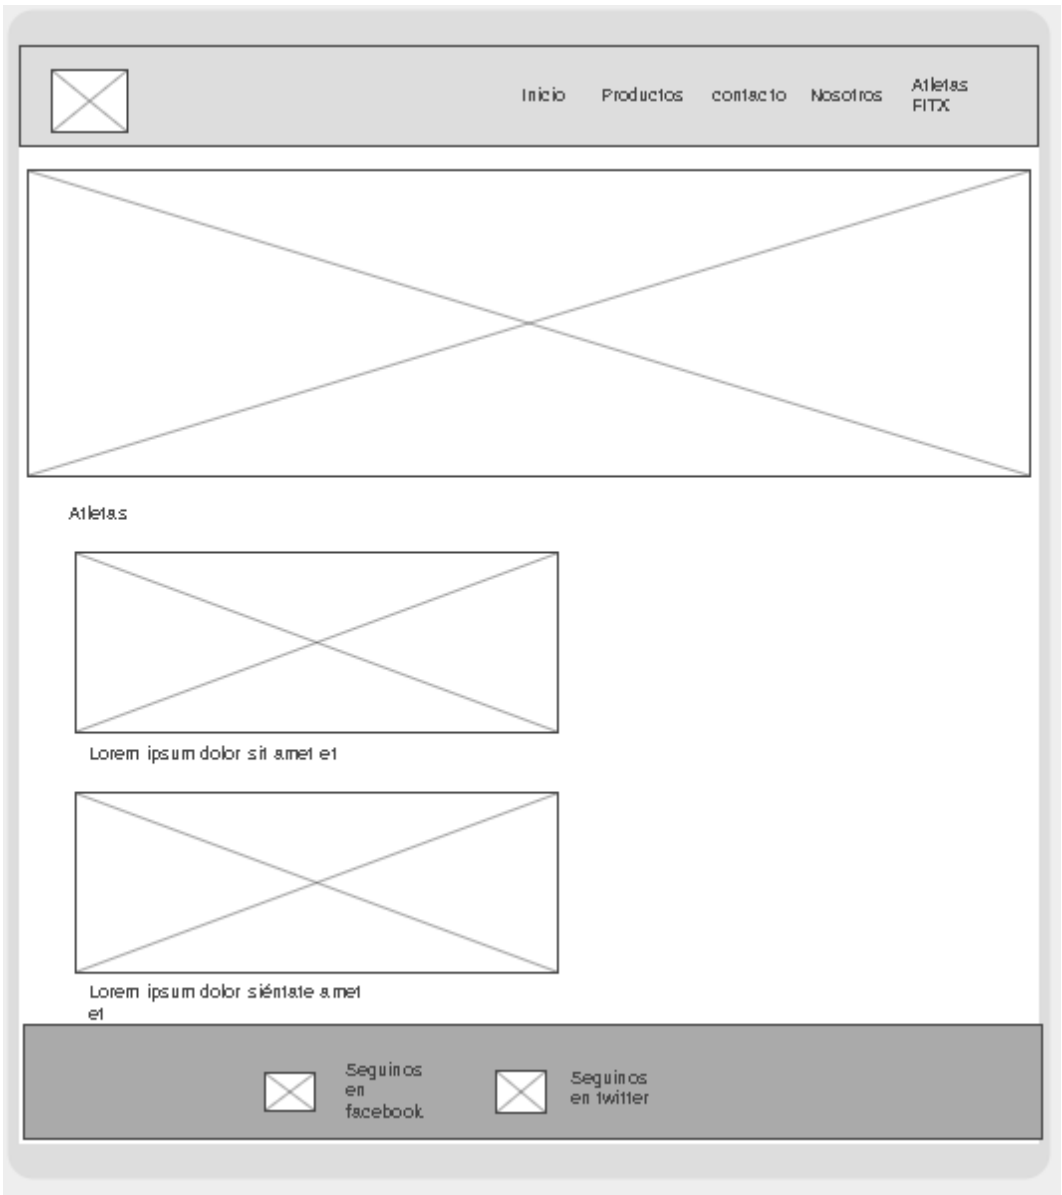 Inicio Productos contacto Nosotros Atletas
FITX
Atletas
Lorem ipsum dolor sit amet et
Lorem ipsum dolor siéntate amet
et
Seguinos
en
facebook
Seguinos
en twitter